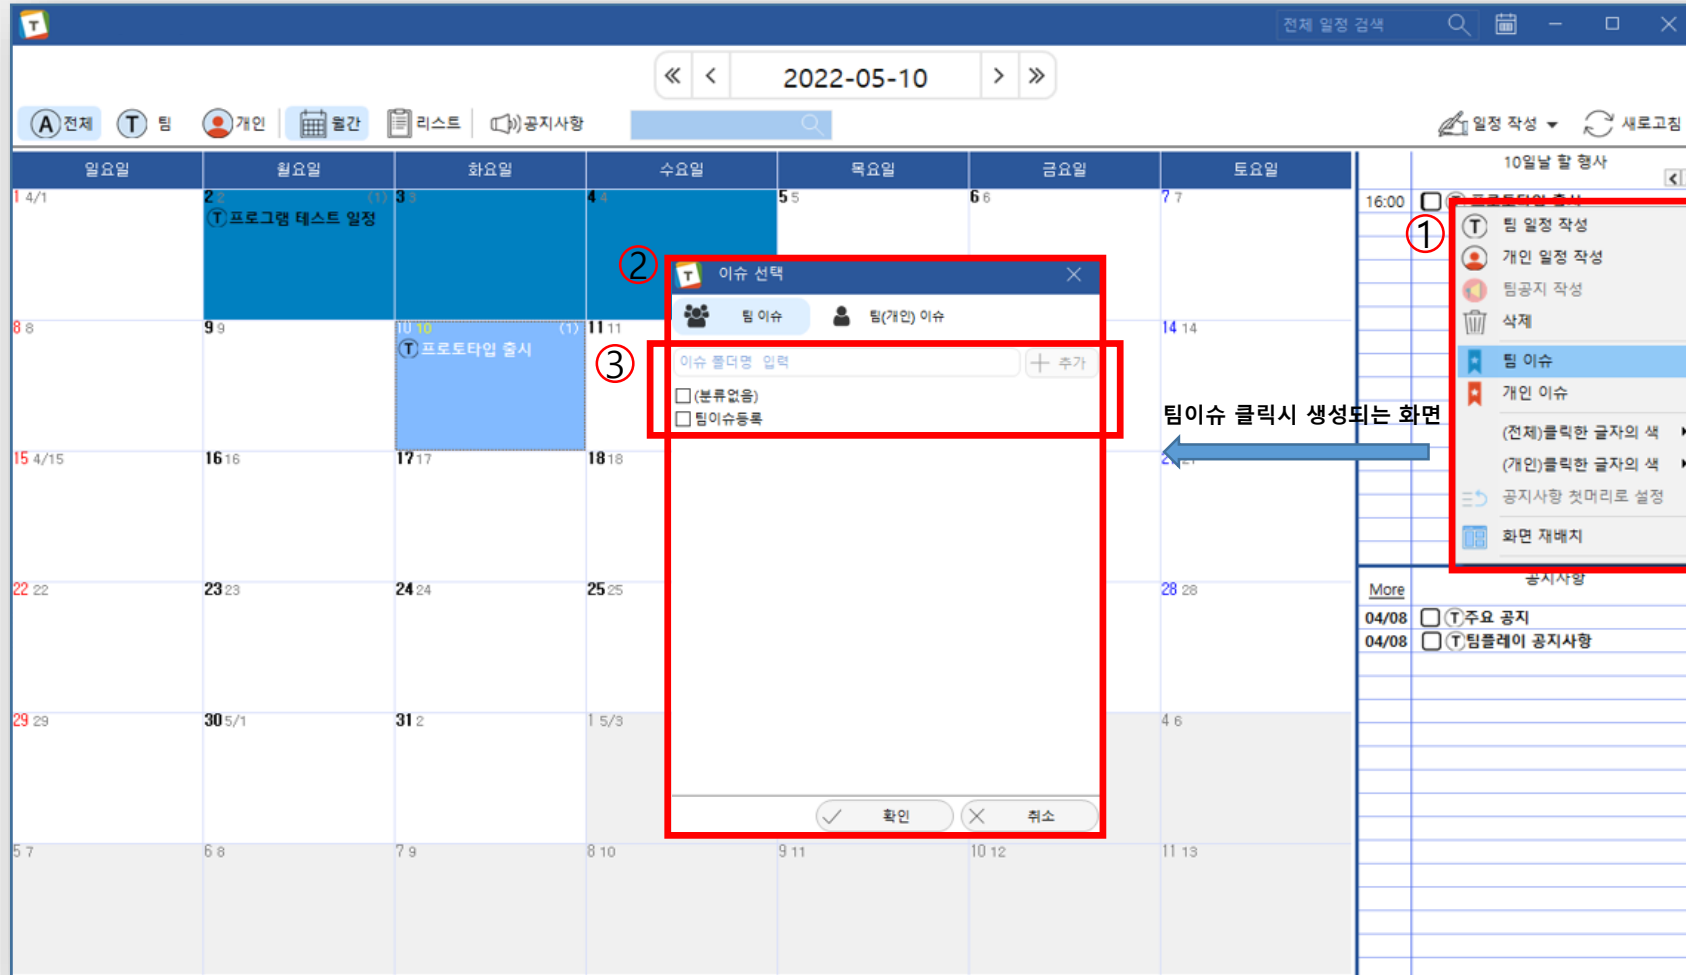 T
전체 일정 검색
2022-05-10
A 전체
T 팀
개인
월간
리스트
공지사항
일정 작성
새로고침
일요일 월요일 화요일 수요일 목요일 금요일 토요일
1 4/1
2 2 (1)
T 프로그램 테스트 일정
3 3
4 4
5 5
6 6
7 7
8 8
9 9
10 10 (1)
T 프로토타입 출시
11 11
14 14
15 4/15
16 16
17 17
18 18
22 22
23 23
24 24
25 25
28 28
29 29
30 5/1
31 2
1 5/3
4 6
5 7
6 8
7 9
8 10
9 11
10 12
11 13
②
T 이슈 선택
팀 이슈
팀(개인) 이슈
③
이슈 폴더명 입력
추가
(분류없음)
팀이슈등록
확인
취소
팀이슈 클릭시 생성되는 화면
10일날 할 행사
16:00 T 프로토타입 출시
①
T 팀 일정 작성
개인 일정 작성
팀공지 작성
삭제
팀 이슈
개인 이슈
(전체)클릭한 글자의 색
(개인)클릭한 글자의 색
공지사항 첫머리로 설정
화면 재배치
공지사항
More
04/08 T 주요 공지
04/08 T 팀플레이 공지사항